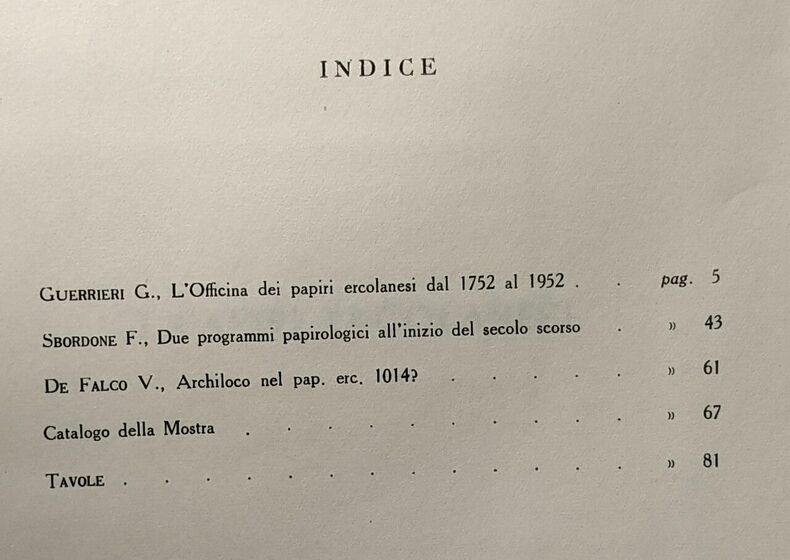 INDICE
GUERRIERI G., L'Officina dei papiri ercolanesi dal 1752 al 1952 . . pag. 5
SBORDONE F., Due programmi papirologici all'inizio del secolo scorso . » 43
DE FALCO V., Archiloco nel pap. erc. 1014? . . . . . » 61
Catalogo della Mostra . . . . . . . . . . » 67
TAVOLE . . . . . . . . . . . . . » 81